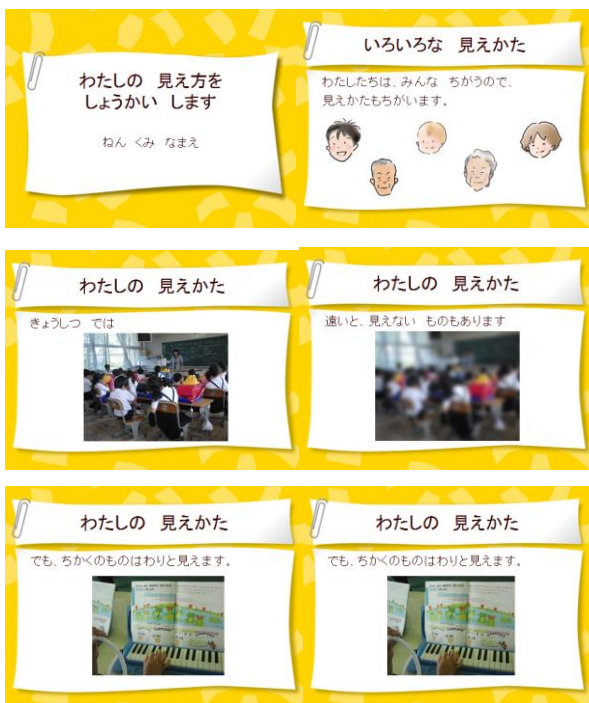 わたしの 見え方を
しょうかい します
ねん くみ なまえ
いろいろな 見えかた
わたしたちは、みんな ちがうので、
見えかたもちがいます。
わたしの 見えかた
きょうしつ では
わたしの 見えかた
遠いと、見えない ものもあります
わたしの 見えかた
でも、ちかくのものはわりと見えます。
わたしの 見えかた
でも、ちかくのものはわりと見えます。